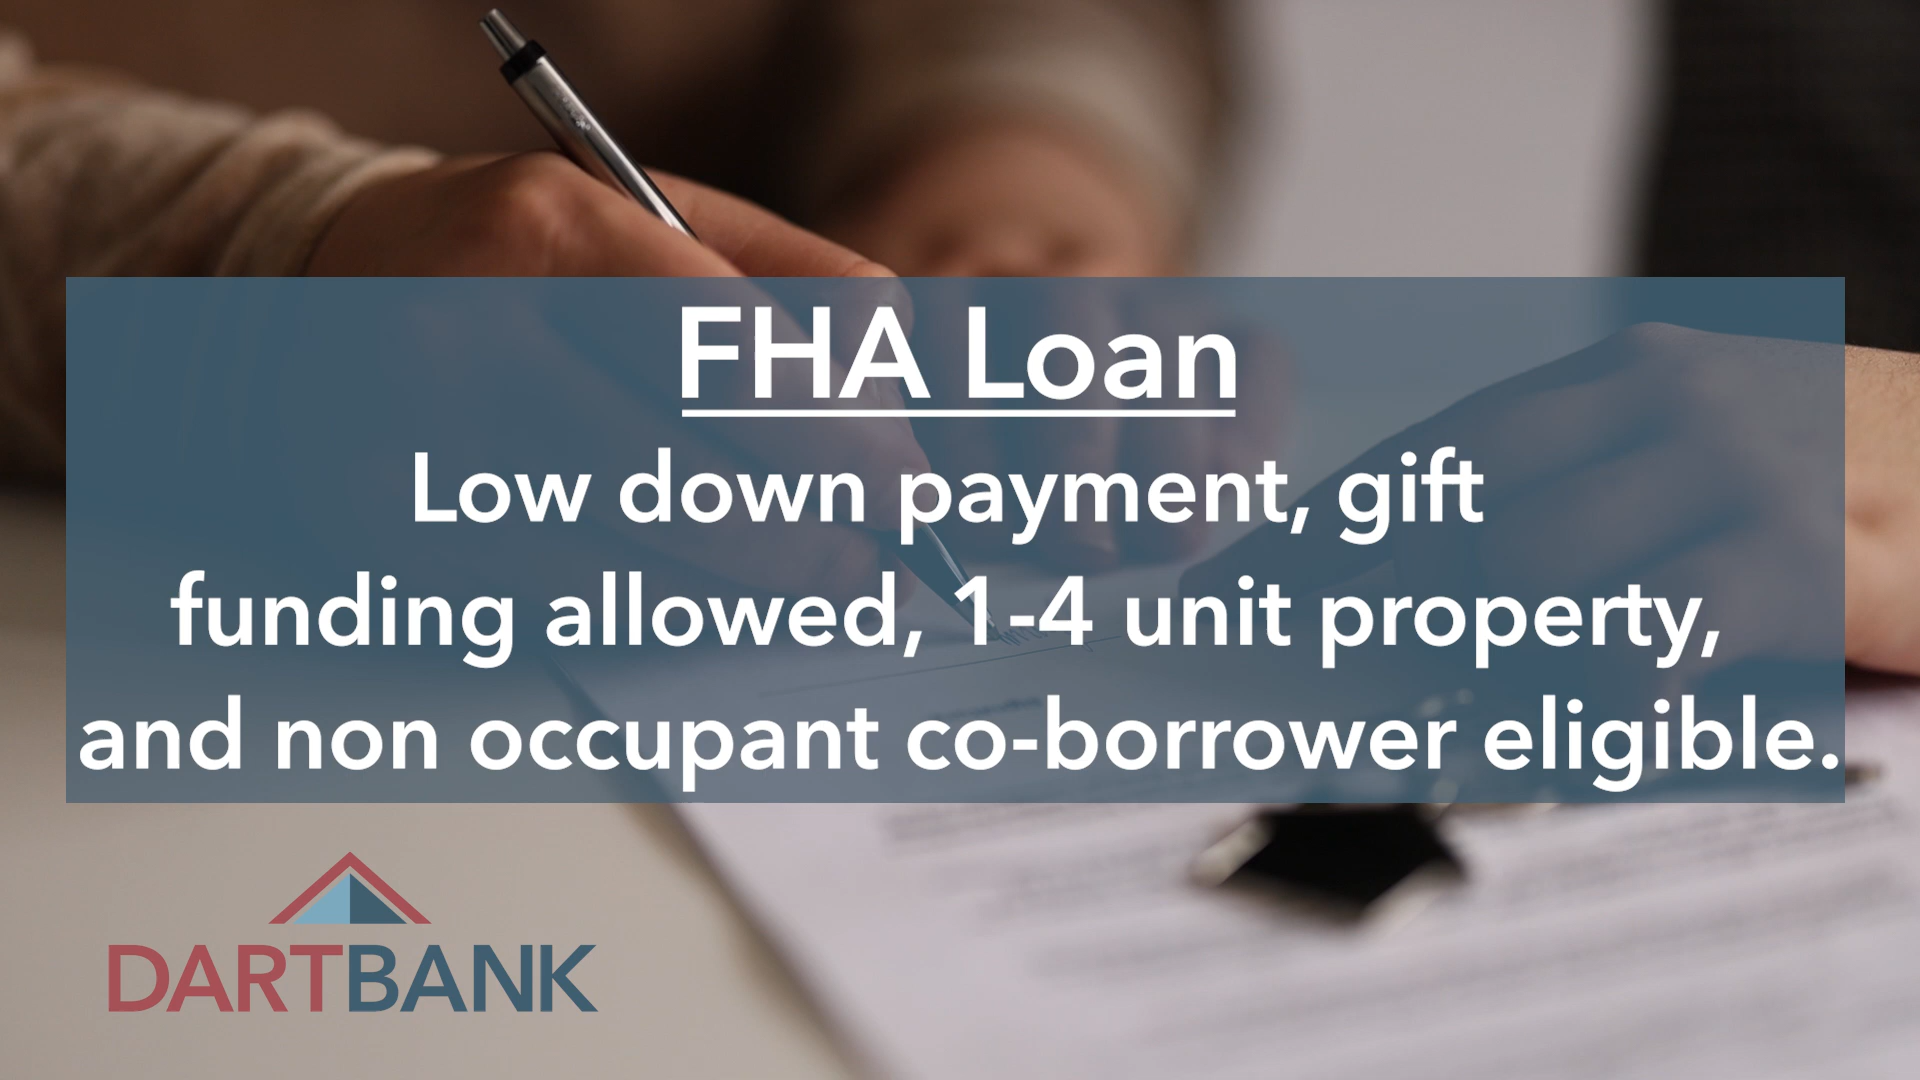 FHA Loan
Low down payment, gift
funding allowed, 1-4 unit property,
and non occupant co-borrower eligible.
DARTBANK